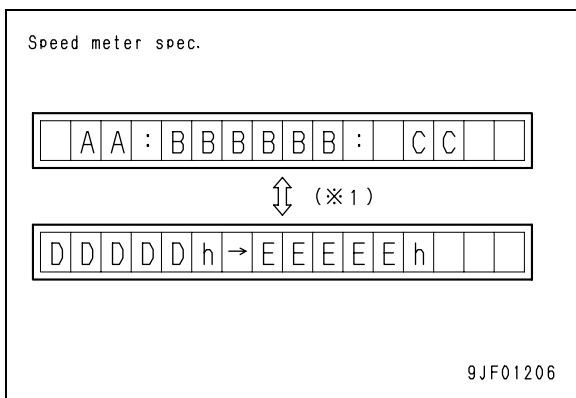 Speed meter spec.
AA:BBBBBB: CC
(※1)
DDDDDh→EEEEEh
9JF01206